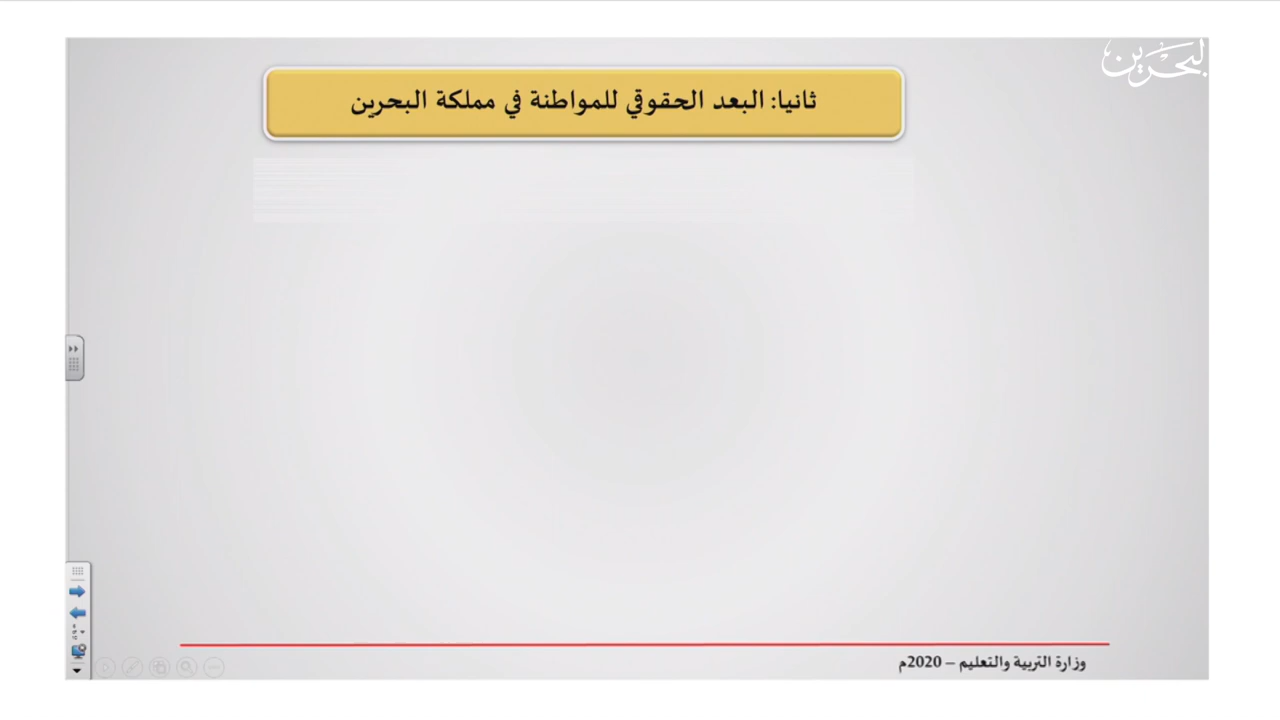 البحرين
ثانيا: البعد الحقوقي للمواطنة في مملكة البحرين
وزارة التربية والتعليم – 2020م